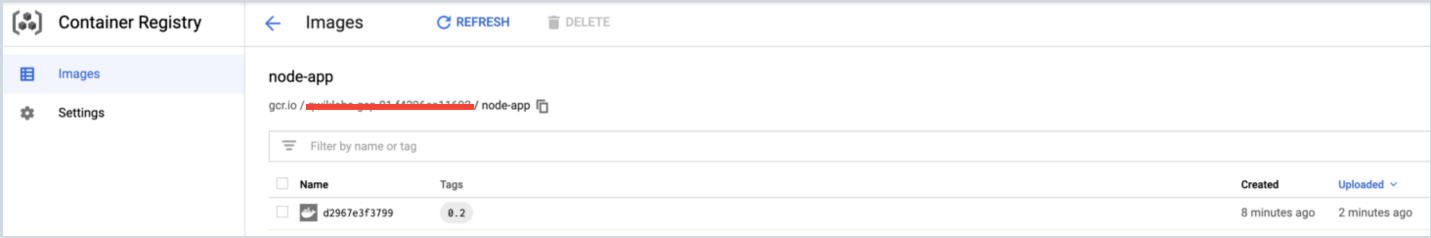 Container Registry
Images
REFRESH
DELETE
Images
Settings
node-app
gcr.io / / node-app
Filter by name or tag
Name Tags Created Uploaded
d2967e3f3799 0.2 8 minutes ago 2 minutes ago